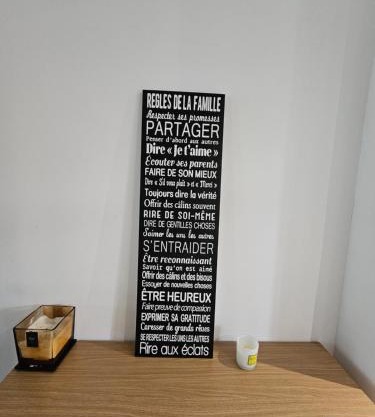 REGLES DE LA FAMILLE
Respecter ses promesses
PARTAGER
Penser d'abord aux autres
Dire « Je t'aime »
Ecouter ses parents
FAIRE DE SON MIEUX
Dire « S'il vous plaît » et « Merci »
Toujours dire la vérité
Offrir des câlins souvent
RIRE DE SOI-MÊME
DIRE DE GENTILLES CHOSES
S'aimer les uns les autres
S'ENTRAIDER
Être reconnaissant
Savoir qu'on est aimé
Offrir des câlins et des bisous
Essayer de nouvelles choses
ÊTRE HEUREUX
Faire preuve de compassion
EXPRIMER SA GRATITUDE
Caresser de grands rêves
SE RESPECTER LES UNS LES AUTRES
Rire aux éclats